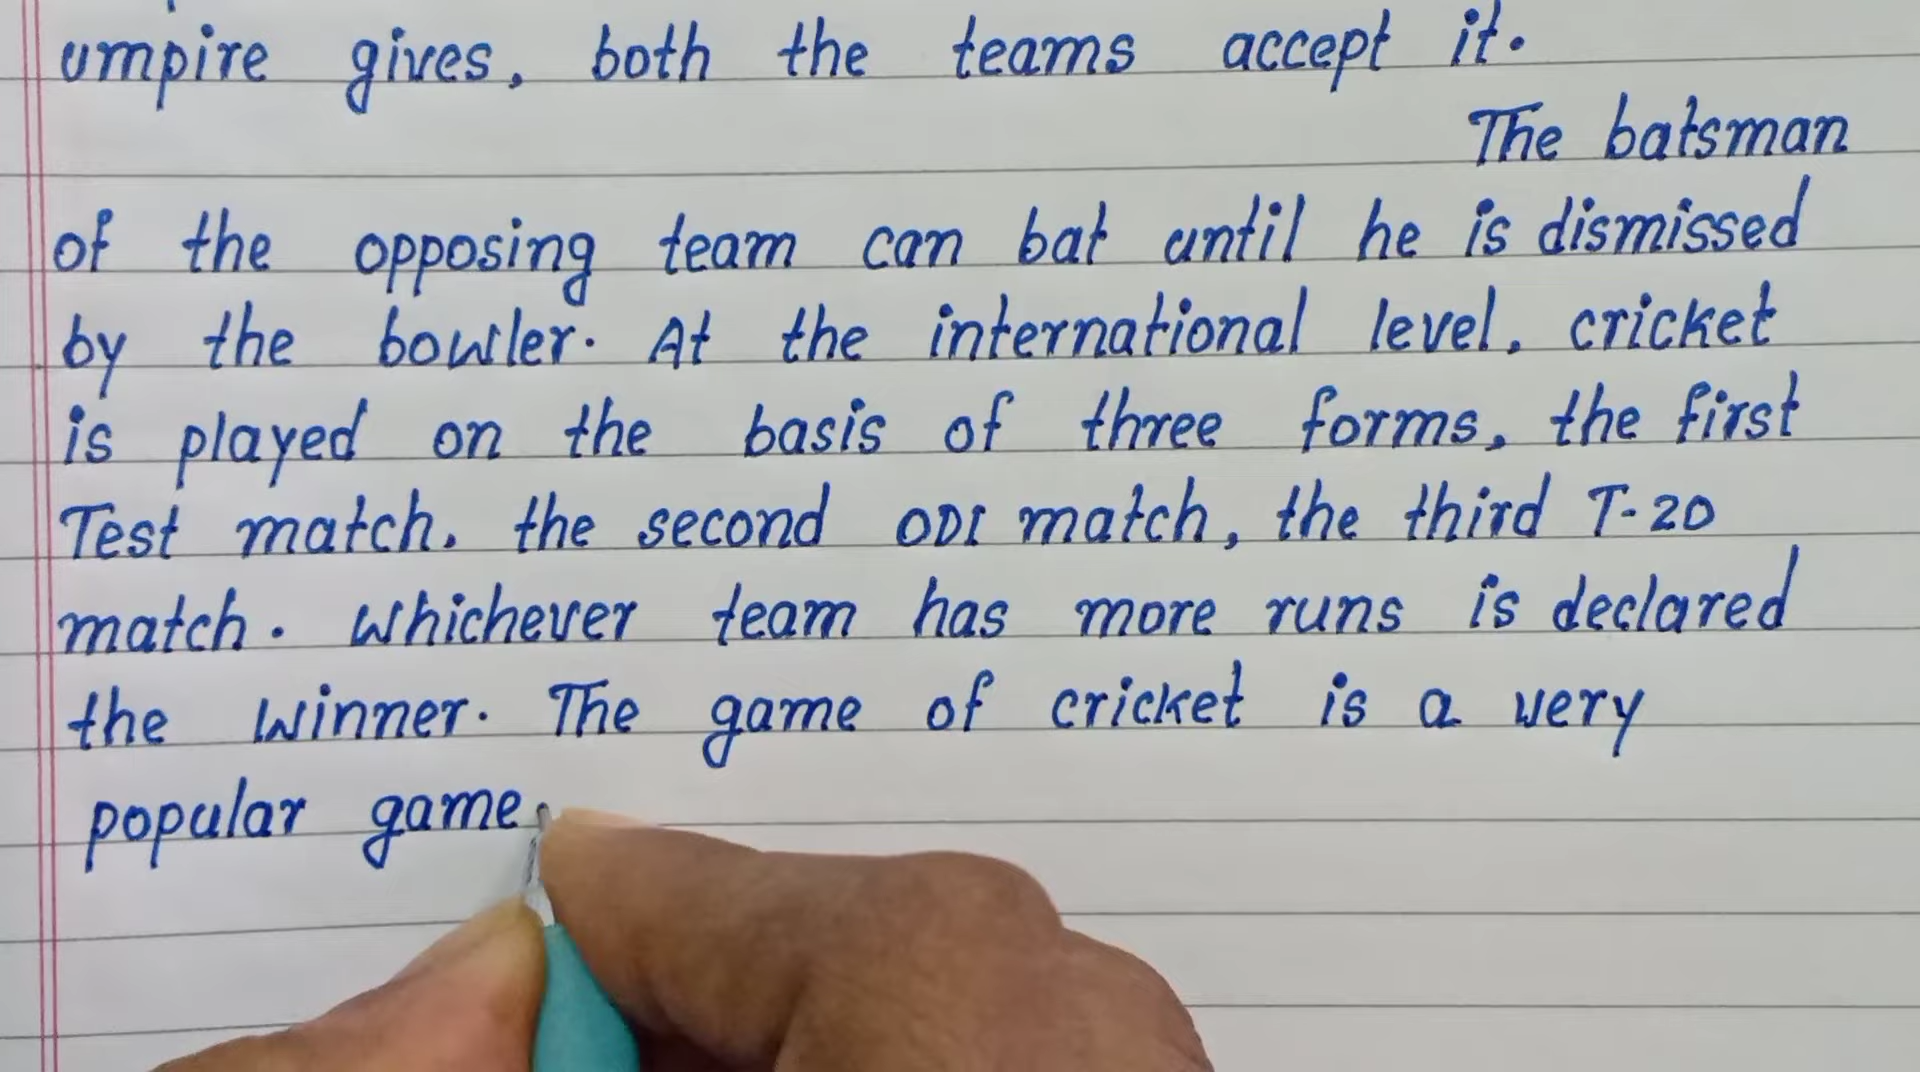 umpire gives, both the teams accept it.
The batsman
of the opposing team can bat until he is dismissed
by the bowler. At the international level, cricket
is played on the basis of three forms, the first
Test match, the second ODI match, the third T-20
match. Whichever team has more runs is declared
the winner. The game of cricket is a very
popular game.